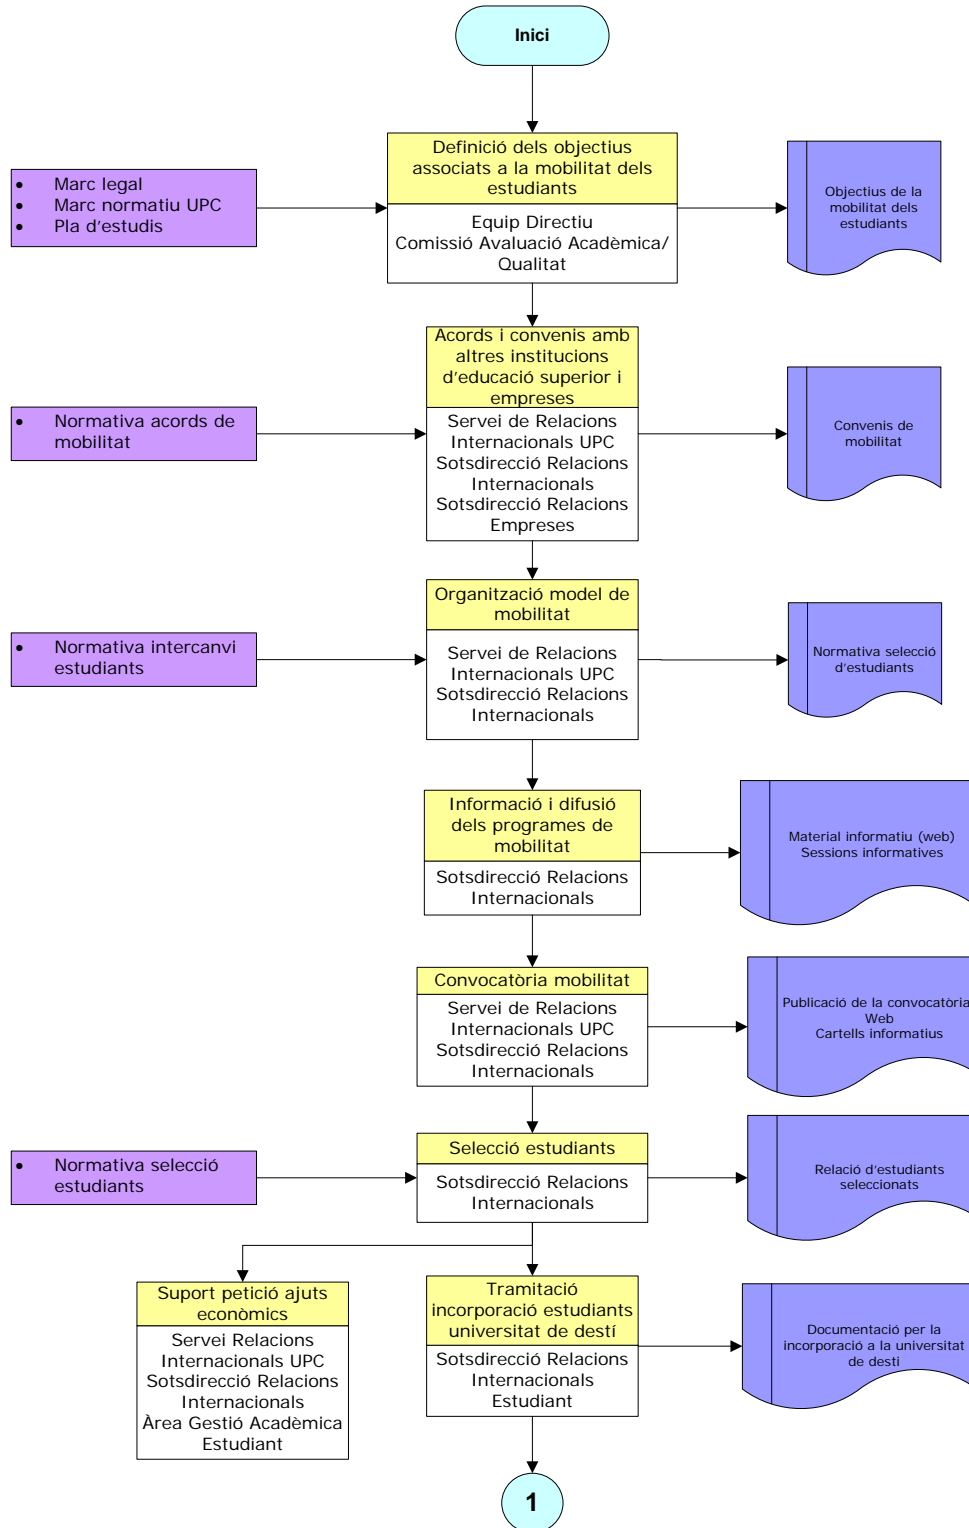 Inici
Definició dels objectius
associats a la mobilitat dels
estudiants
Equip Directiu
Comissió Avaluació Acadèmica/
Qualitat
• Marc legal
• Marc normatiu UPC
• Pla d'estudis
Objectius de la
mobilitat dels
estudiants
Acords i convenis amb
altres institucions
d'educació superior i
empreses
Servei de Relacions
Internacionals UPC
Sotsdirecció Relacions
Internacionals
Sotsdirecció Relacions
Empreses
• Normativa acords de
mobilitat
Convenis de
mobilitat
Organització model de
mobilitat
Servei de Relacions
Internacionals UPC
Sotsdirecció Relacions
Internacionals
• Normativa intercanvi
estudiants
Normativa selecció
d'estudiants
Informació i difusió
dels programes de
mobilitat
Sotsdirecció Relacions
Internacionals
Material informatiu (web)
Sessions informatives
Convocatòria mobilitat
Servei de Relacions
Internacionals UPC
Sotsdirecció Relacions
Internacionals
Publicació de la convocatòria
Web
Cartells informatius
Selecció estudiants
Sotsdirecció Relacions
Internacionals
• Normativa selecció
estudiants
Relació d'estudiants
seleccionats
Suport petició ajuts
econòmics
Servei Relacions
Internacionals UPC
Sotsdirecció Relacions
Internacionals
Àrea Gestió Acadèmica
Estudiant
Tramitació
incorporació estudiants
universitat de destí
Sotsdirecció Relacions
Internacionals
Estudiant
Documentació per la
incorporació a la universitat
de desti
1